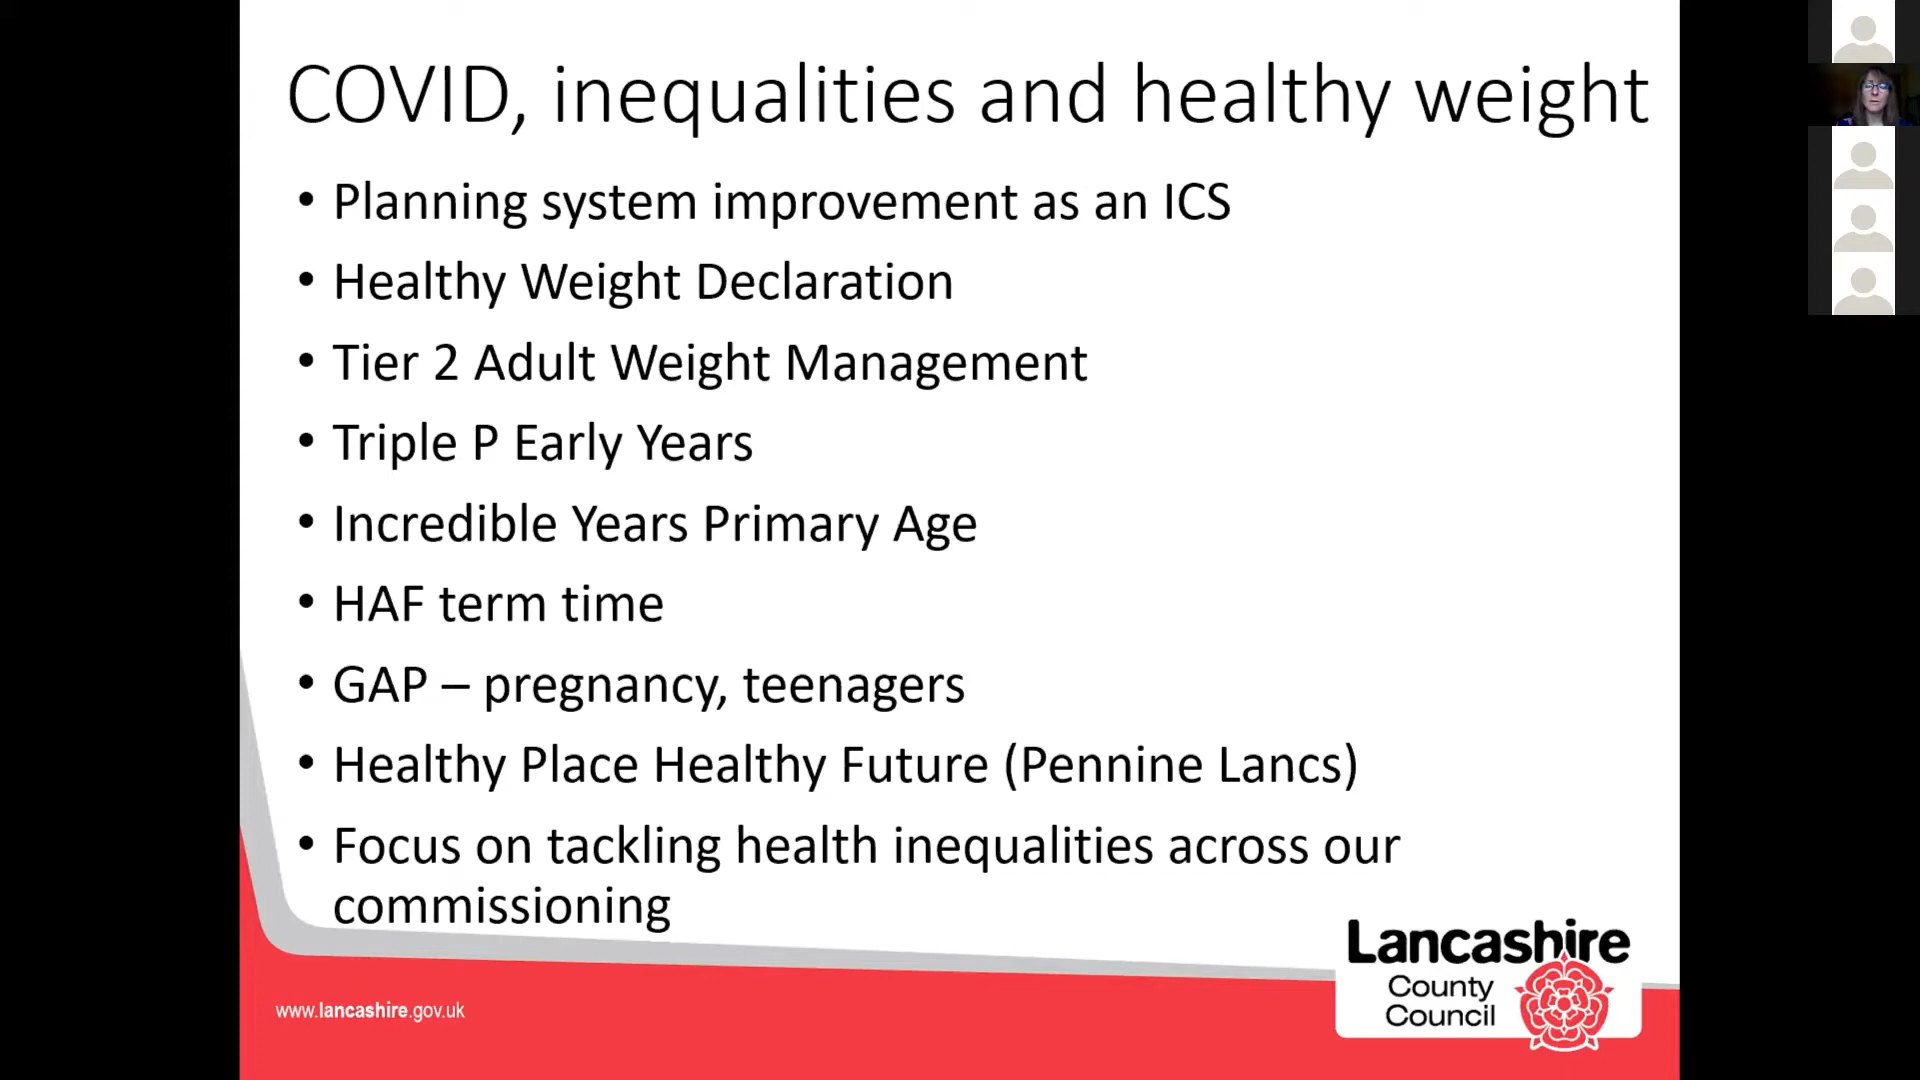 COVID, inequalities and healthy weight
• Planning system improvement as an ICS
• Healthy Weight Declaration
• Tier 2 Adult Weight Management
• Triple P Early Years
• Incredible Years Primary Age
• HAF term time
• GAP – pregnancy, teenagers
• Healthy Place Healthy Future (Pennine Lancs)
• Focus on tackling health inequalities across our
commissioning
www.lancashire.gov.uk
Lancashire
County
Council